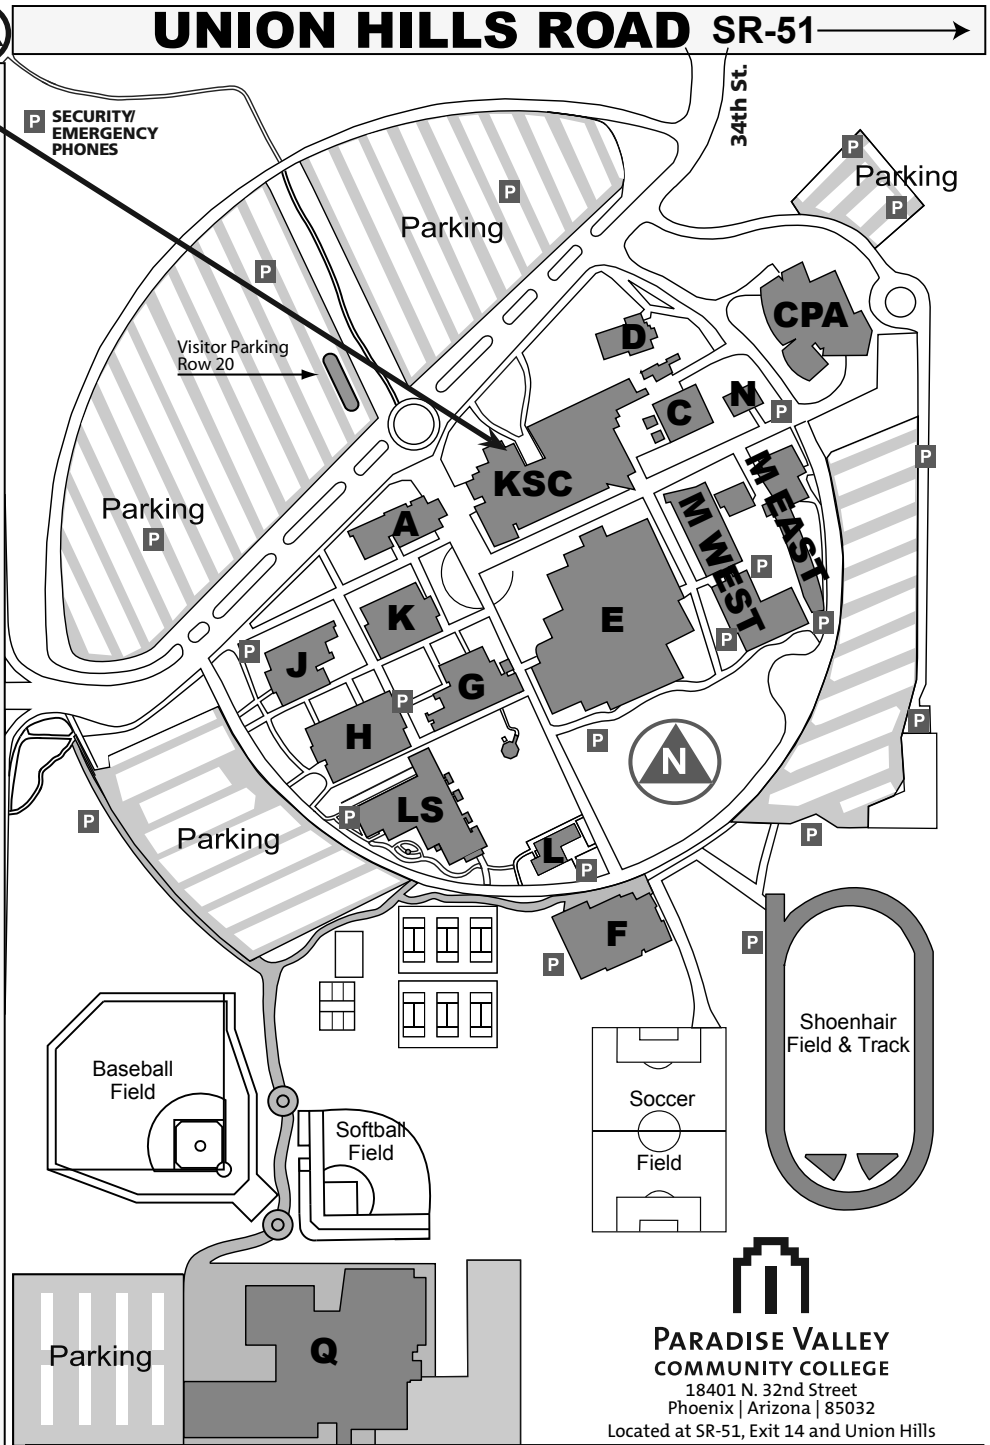 UNION HILLS ROAD SR-51
34th St.
P SECURITY/
EMERGENCY
PHONES
P
Parking
P
P
Parking
P
Visitor Parking
Row 20
CPA
D
N
C
P
KSC
P
M EAST
M WEST
Parking
P
A
P
K
E
P
P
P
J
G
P
H
P
P
N
LS
P
P
Parking
P
L
P
F
P
P
Shoenhair
Field & Track
Baseball
Field
Softball
Field
Soccer
Field
Parking
Q
PARADISE VALLEY
COMMUNITY COLLEGE
18401 N. 32nd Street
Phoenix | Arizona | 85032
Located at SR-51, Exit 14 and Union Hills